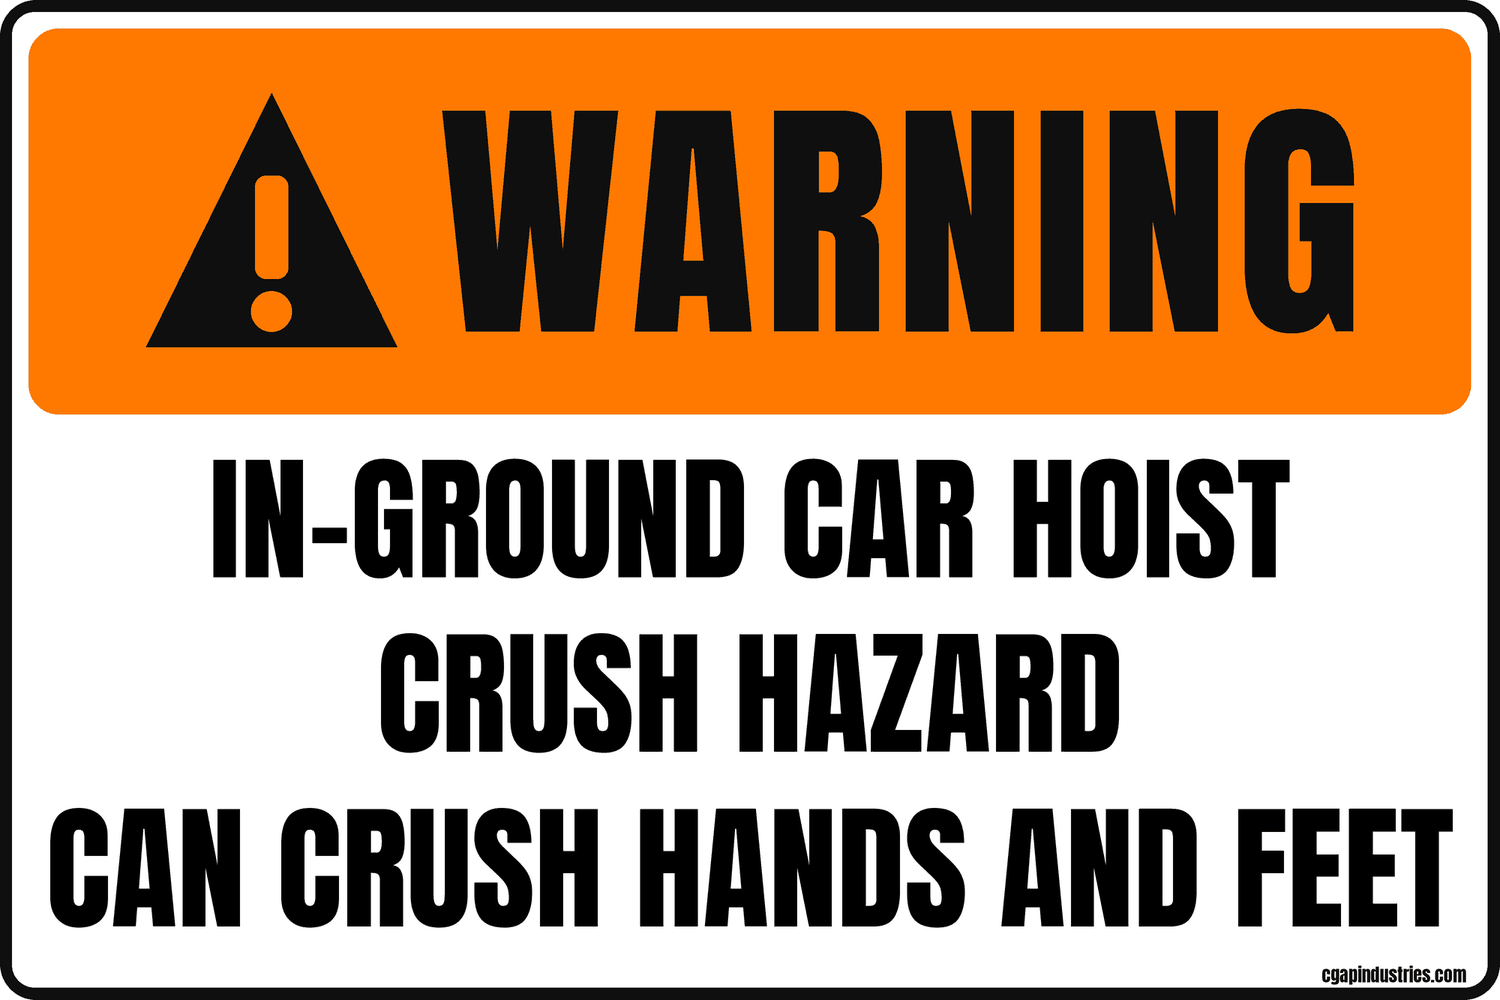 WARNING
IN-GROUND CAR HOIST
CRUSH HAZARD
CAN CRUSH HANDS AND FEET
cgapindustries.com